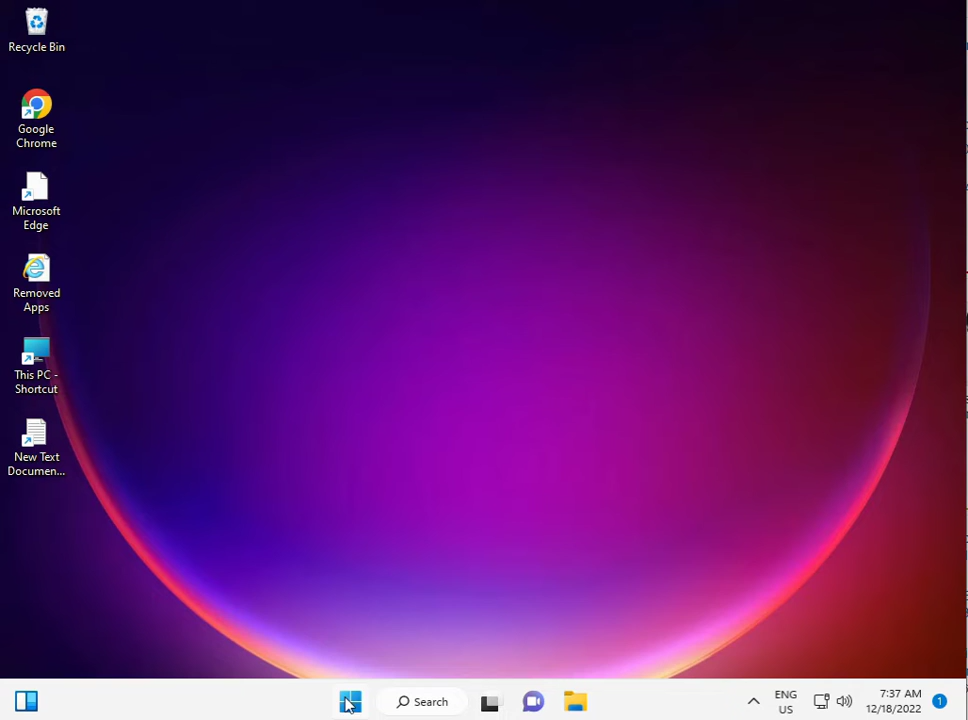 Recycle Bin
Google
Chrome
Microsoft
Edge
Removed
Apps
This PC -
Shortcut
New Text
Documen...
Search
ENG
US
7:37 AM
12/18/2022
1